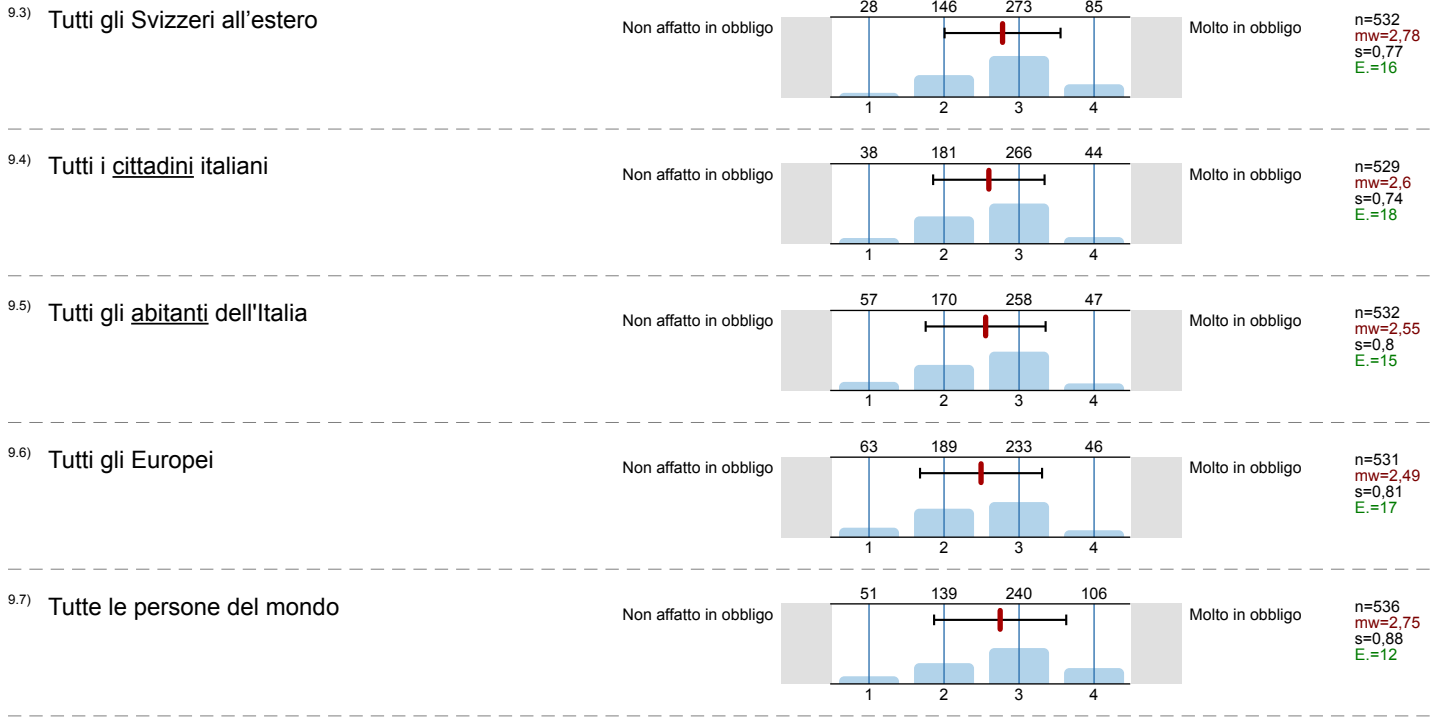 9.3) Tutti gli Svizzeri all’estero
28 146 273 85
Non affatto in obbligo
Molto in obbligo
n=532
mw=2,78
s=0,77
E.=16
1 2 3 4
9.4) Tutti i cittadini italiani
38 181 266 44
Non affatto in obbligo
Molto in obbligo
n=529
mw=2,6
s=0,74
E.=18
1 2 3 4
9.5) Tutti gli abitanti dell'Italia
57 170 258 47
Non affatto in obbligo
Molto in obbligo
n=532
mw=2,55
s=0,8
E.=15
1 2 3 4
9.6) Tutti gli Europei
63 189 233 46
Non affatto in obbligo
Molto in obbligo
n=531
mw=2,49
s=0,81
E.=17
1 2 3 4
9.7) Tutte le persone del mondo
51 139 240 106
Non affatto in obbligo
Molto in obbligo
n=536
mw=2,75
s=0,88
E.=12
1 2 3 4